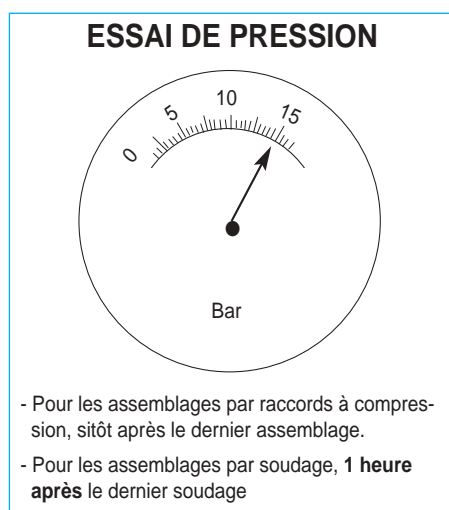 ESSAI DE PRESSION
0 5 10 15
Bar
- Pour les assemblages par raccords à compres-
sion, sitôt après le dernier assemblage.
- Pour les assemblages par soudage, 1 heure
après le dernier soudage